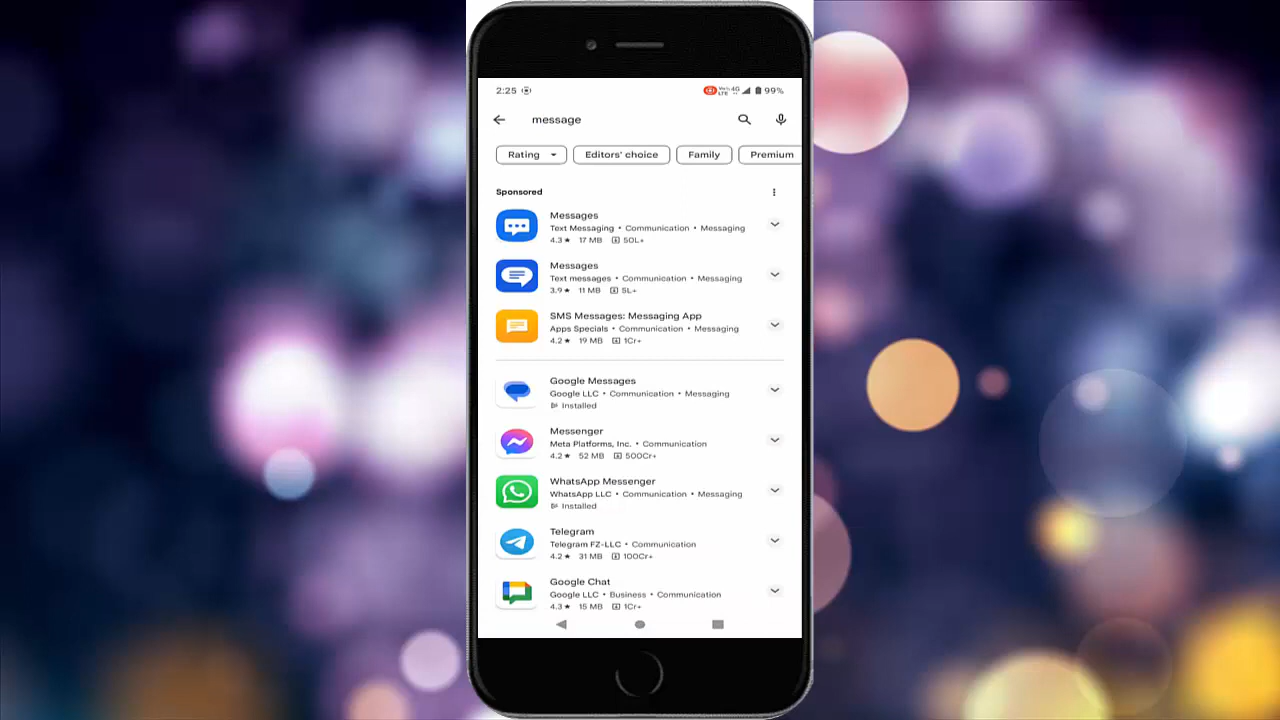 2:25 99%
message
Rating Editors' choice Family Premium
Sponsored
Messages
Text Messaging • Communication • Messaging
4.3★ 17 MB 50L+
Messages
Text messages • Communication • Messaging
3.9★ 11 MB 5L+
SMS Messages: Messaging App
Apps Specials • Communication • Messaging
4.2★ 19 MB 1Cr+
Google Messages
Google LLC • Communication • Messaging
Installed
Messenger
Meta Platforms, Inc. • Communication
4.2★ 52 MB 500Cr+
WhatsApp Messenger
WhatsApp LLC • Communication • Messaging
Installed
Telegram
Telegram FZ-LLC • Communication
4.2★ 31 MB 100Cr+
Google Chat
Google LLC • Business • Communication
4.3★ 15 MB 1Cr+